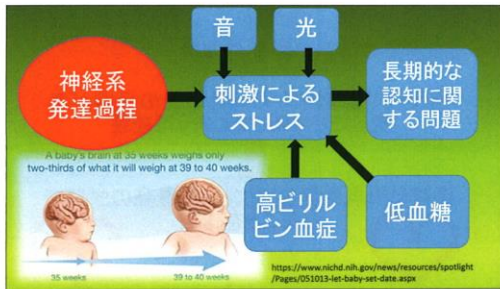 音
光
神経系
発達過程
刺激による
ストレス
長期的な
認知に関
する問題
A baby's brain at 35 weeks weighs only
two-thirds of what it will weigh at 39 to 40 weeks.
35 weeks
39 to 40 weeks
高ビリル
ビン血症
低血糖
https://www.nichd.nih.gov/news/resources/spotlight
/Pages/051013-let-baby-set-date.aspx